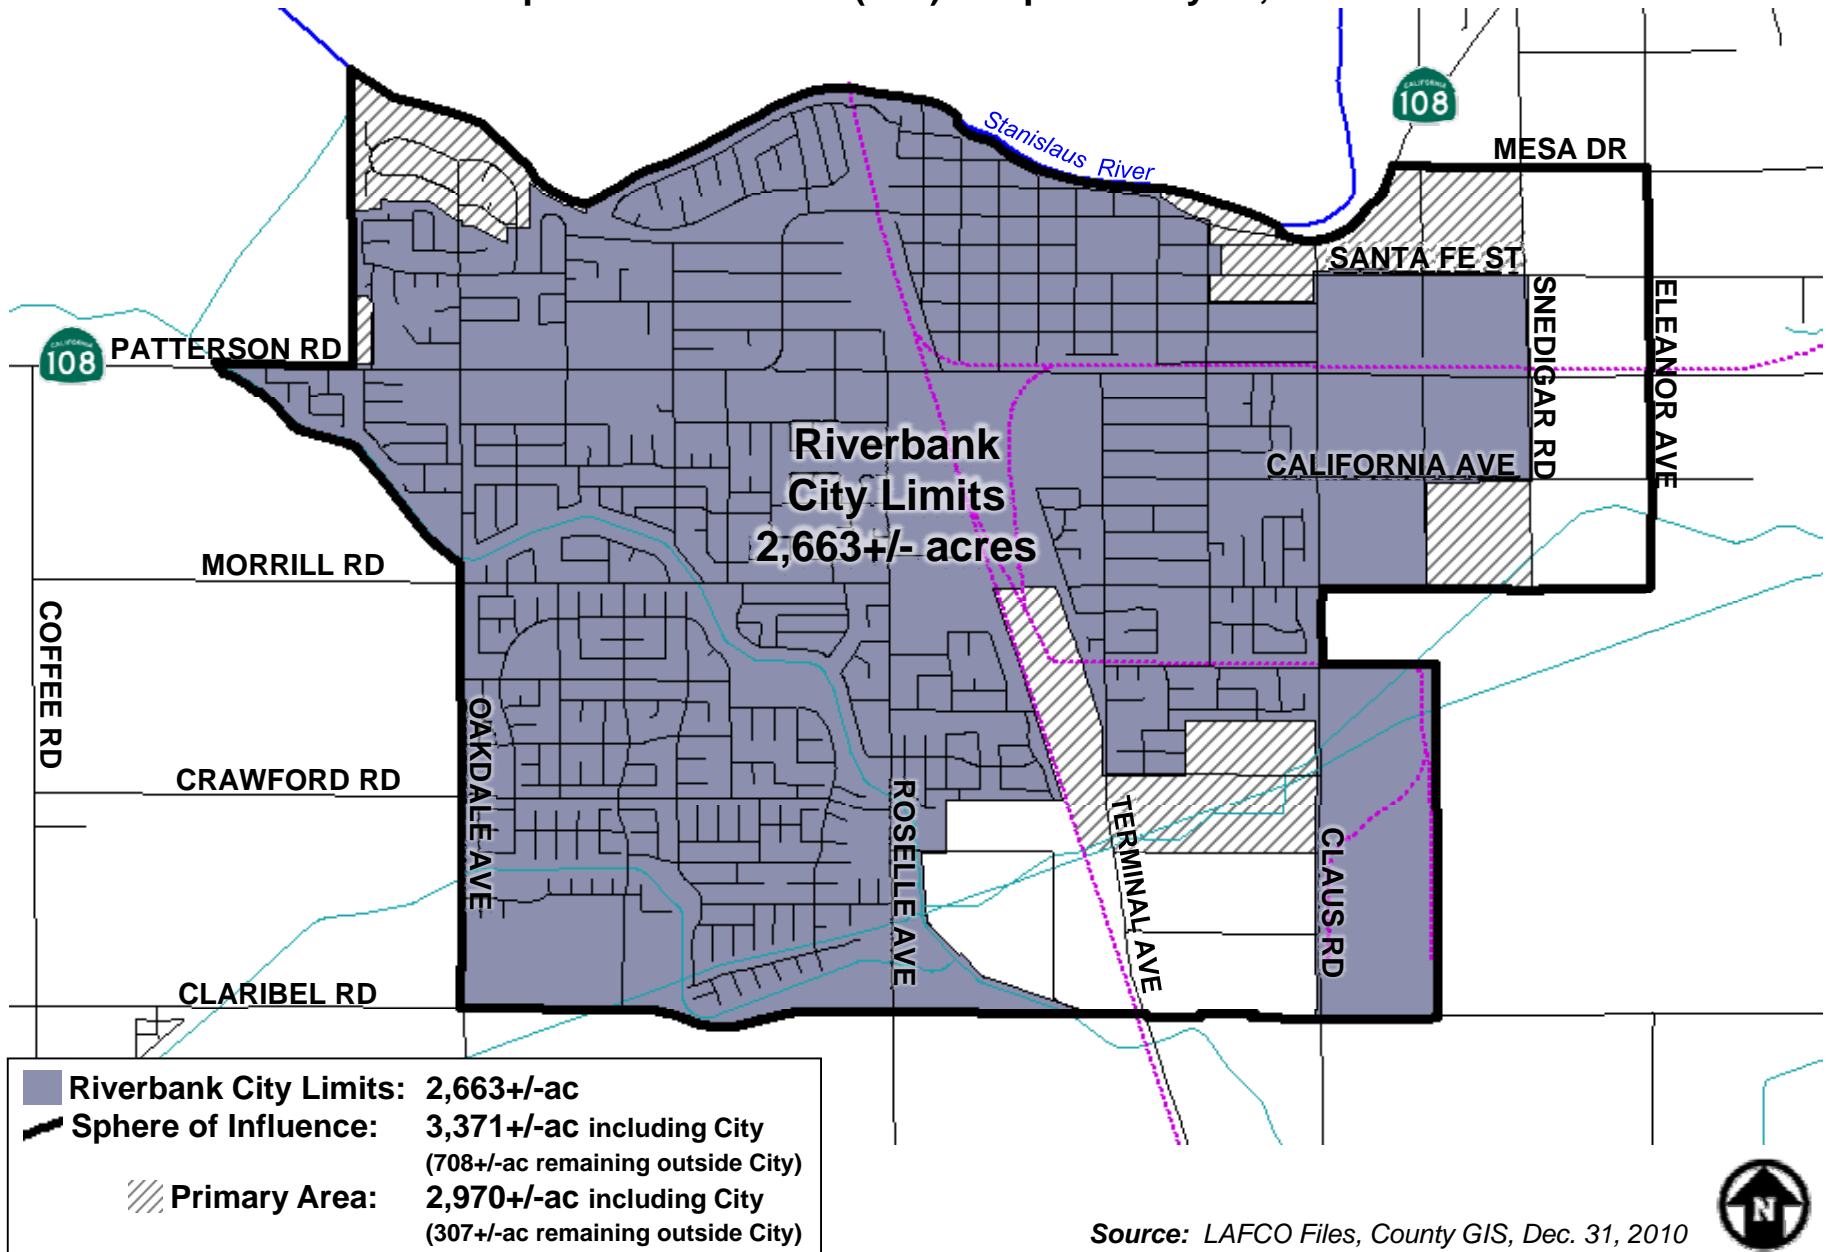 Stanislaus River
CALIFORNIA
108
MESA DR
SANTA FE ST
SNEDIGAR RD
ELEANOR AVE
CALIFORNIA
108
PATTERSON RD
Riverbank
City Limits
2,663+/- acres
CALIFORNIA AVE
MORRILL RD
COFFEE RD
OAKDALE AVE
CRAWFORD RD
ROSELLE AVE
TERMINAL AVE
CLAUS RD
CLARIBEL RD
Riverbank City Limits: 2,663+/-ac
Sphere of Influence: 3,371+/-ac including City
(708+/-ac remaining outside City)
Primary Area: 2,970+/-ac including City
(307+/-ac remaining outside City)
Source: LAFCO Files, County GIS, Dec. 31, 2010
N